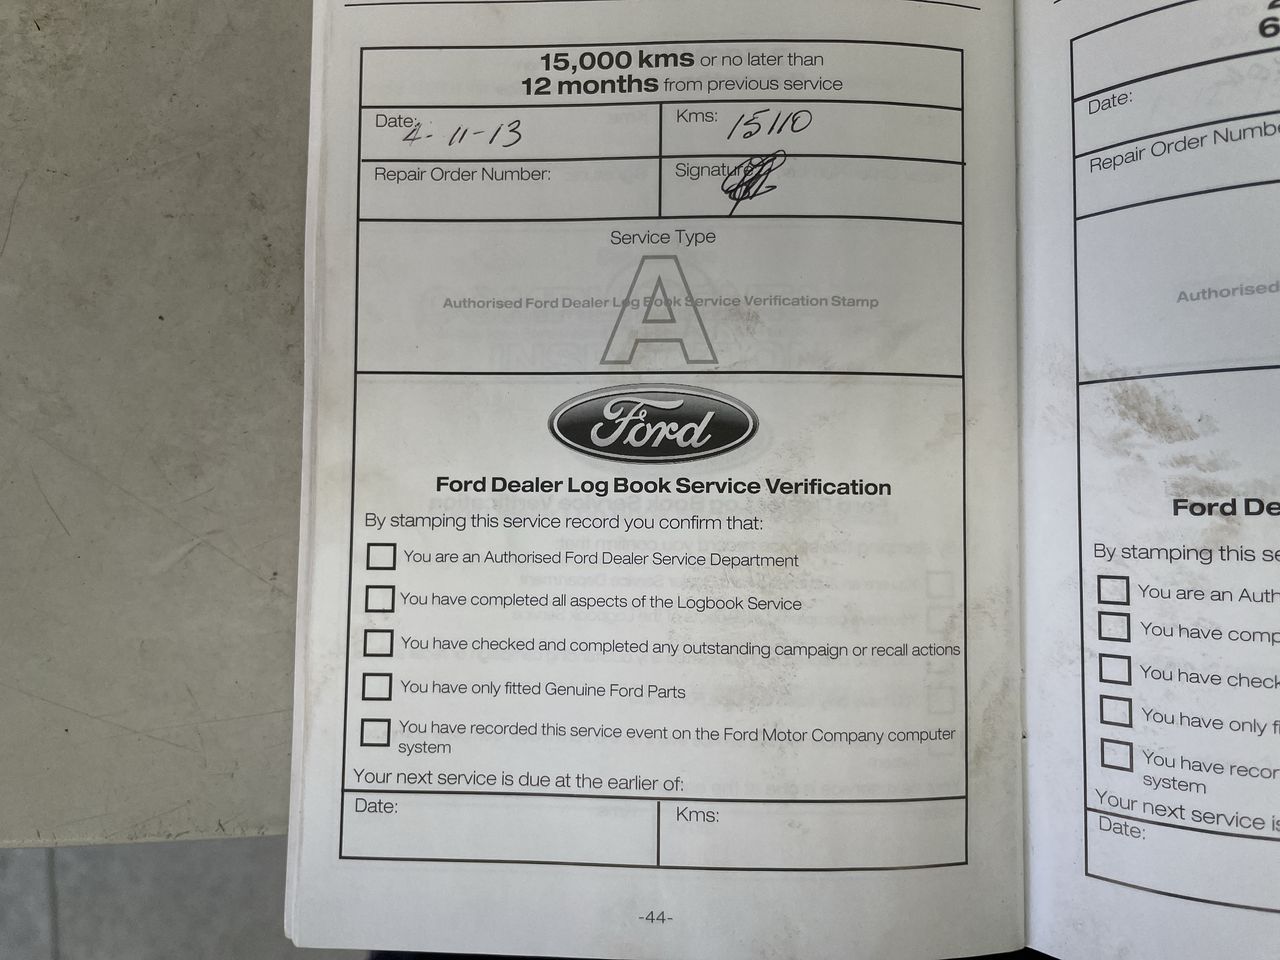 15,000 kms or no later than
12 months from previous service
Date: 4-11-13
Kms: 15110
Repair Order Number:
Signature:
Service Type
A
Authorised Ford Dealer Log Book Service Verification Stamp
Ford
Ford Dealer Log Book Service Verification
By stamping this service record you confirm that:
You are an Authorised Ford Dealer Service Department
You have completed all aspects of the Logbook Service
You have checked and completed any outstanding campaign or recall actions
You have only fitted Genuine Ford Parts
You have recorded this service event on the Ford Motor Company computer
system
Your next service is due at the earlier of:
Date:
Kms:
-44-
6
Date:
Repair Order Numbe
Authorised
Ford De
By stamping this se
You are an Auth
You have comp
You have check
You have only fi
You have recor
system
Your next service is
Date: